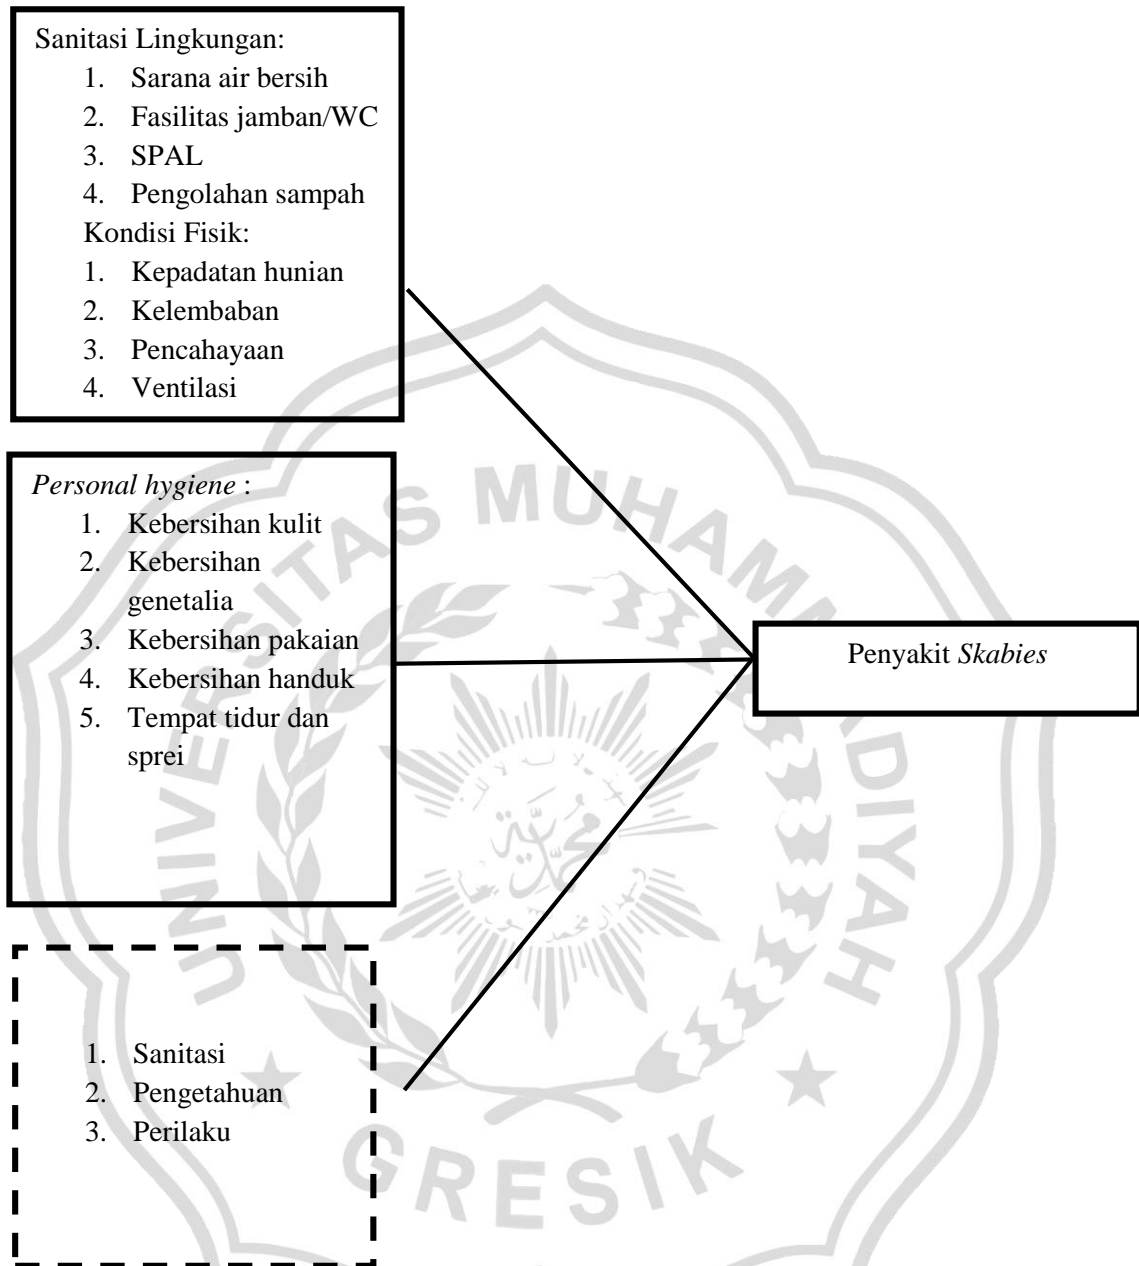 Sanitasi Lingkungan:
1. Sarana air bersih
2. Fasilitas jamban/WC
3. SPAL
4. Pengolahan sampah
Kondisi Fisik:
1. Kepadatan hunian
2. Kelembaban
3. Pencahayaan
4. Ventilasi
Personal hygiene :
1. Kebersihan kulit
2. Kebersihan
genetalia
3. Kebersihan pakaian
4. Kebersihan handuk
5. Tempat tidur dan
sprei
Penyakit Skabies
1. Sanitasi
2. Pengetahuan
3. Perilaku
UNIVERSITAS MUHAMMADIYAH
GRESIK